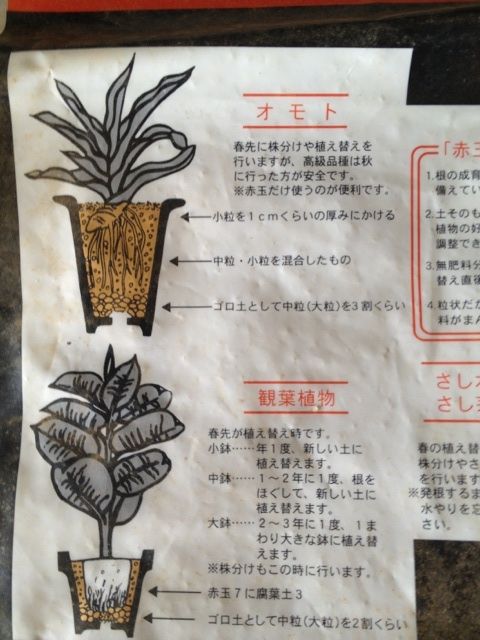 オモト
春先に株分けや植え替えを
行いますが、高級品種は秋
に行った方が安全です。
※赤玉だけ使うのが便利です。
小粒を1cmくらいの厚みにかける
中粒・小粒を混合したもの
ゴロ土として中粒(大粒)を3割くらい
観葉植物
春先が植え替え時です。
小鉢……年1度、新しい土に
植え替えます。
中鉢……1〜2年に1度、根を
ほぐして、新しい土に
植え替えます。
大鉢……2〜3年に1度、1ま
わり大きな鉢に植え替
えます。
※株分けもこの時に行います。
赤玉7に腐葉土3
ゴロ土として中粒(大粒)を2割くらい
「赤玉
1.根の成育
備えてい
2.土そのも
植物の好
調整でき
3.無肥料分
替え直後
4.粒状だか
料がまん
さし
さし
春の植え替
株分けやさ
を行います
※発根するま
水やりを忘
さい。